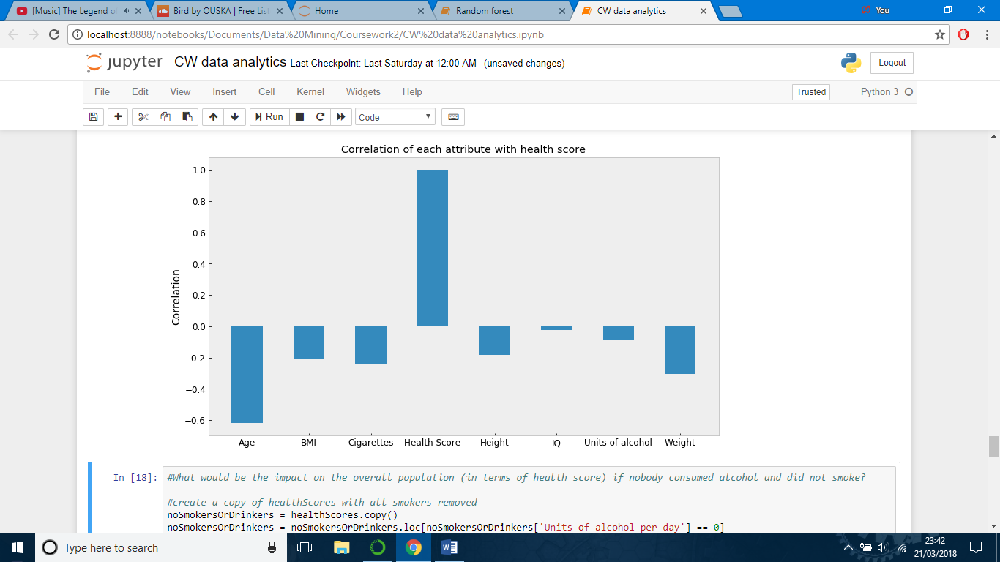 [Music] The Legend o
Bird by OUSKA | Free List
Home
Random forest
CW data analytics
You
localhost:8888/notebooks/Documents/Data%20Mining/Coursework2/CW%20data%20analytics.ipynb
jupyter CW data analytics Last Checkpoint: Last Saturday at 12:00 AM (unsaved changes)
Logout
File Edit View Insert Cell Kernel Widgets Help
Trusted Python 3
Run Code
Correlation of each attribute with health score
1.0
0.8
0.6
0.4
0.2
0.0
−0.2
−0.4
−0.6
Correlation
Age BMI Cigarettes Health Score Height IQ Units of alcohol Weight
In [18]: #What would be the impact on the overall population (in terms of health score) if nobody consumed alcohol and did not smoke?
#create a copy of healthScores with all smokers removed
noSmokersOrDrinkers = healthScores.copy()
noSmokersOrDrinkers = noSmokersOrDrinkers.loc[noSmokersOrDrinkers['Units of alcohol per day'] == 0]
Type here to search
23:42
21/03/2018